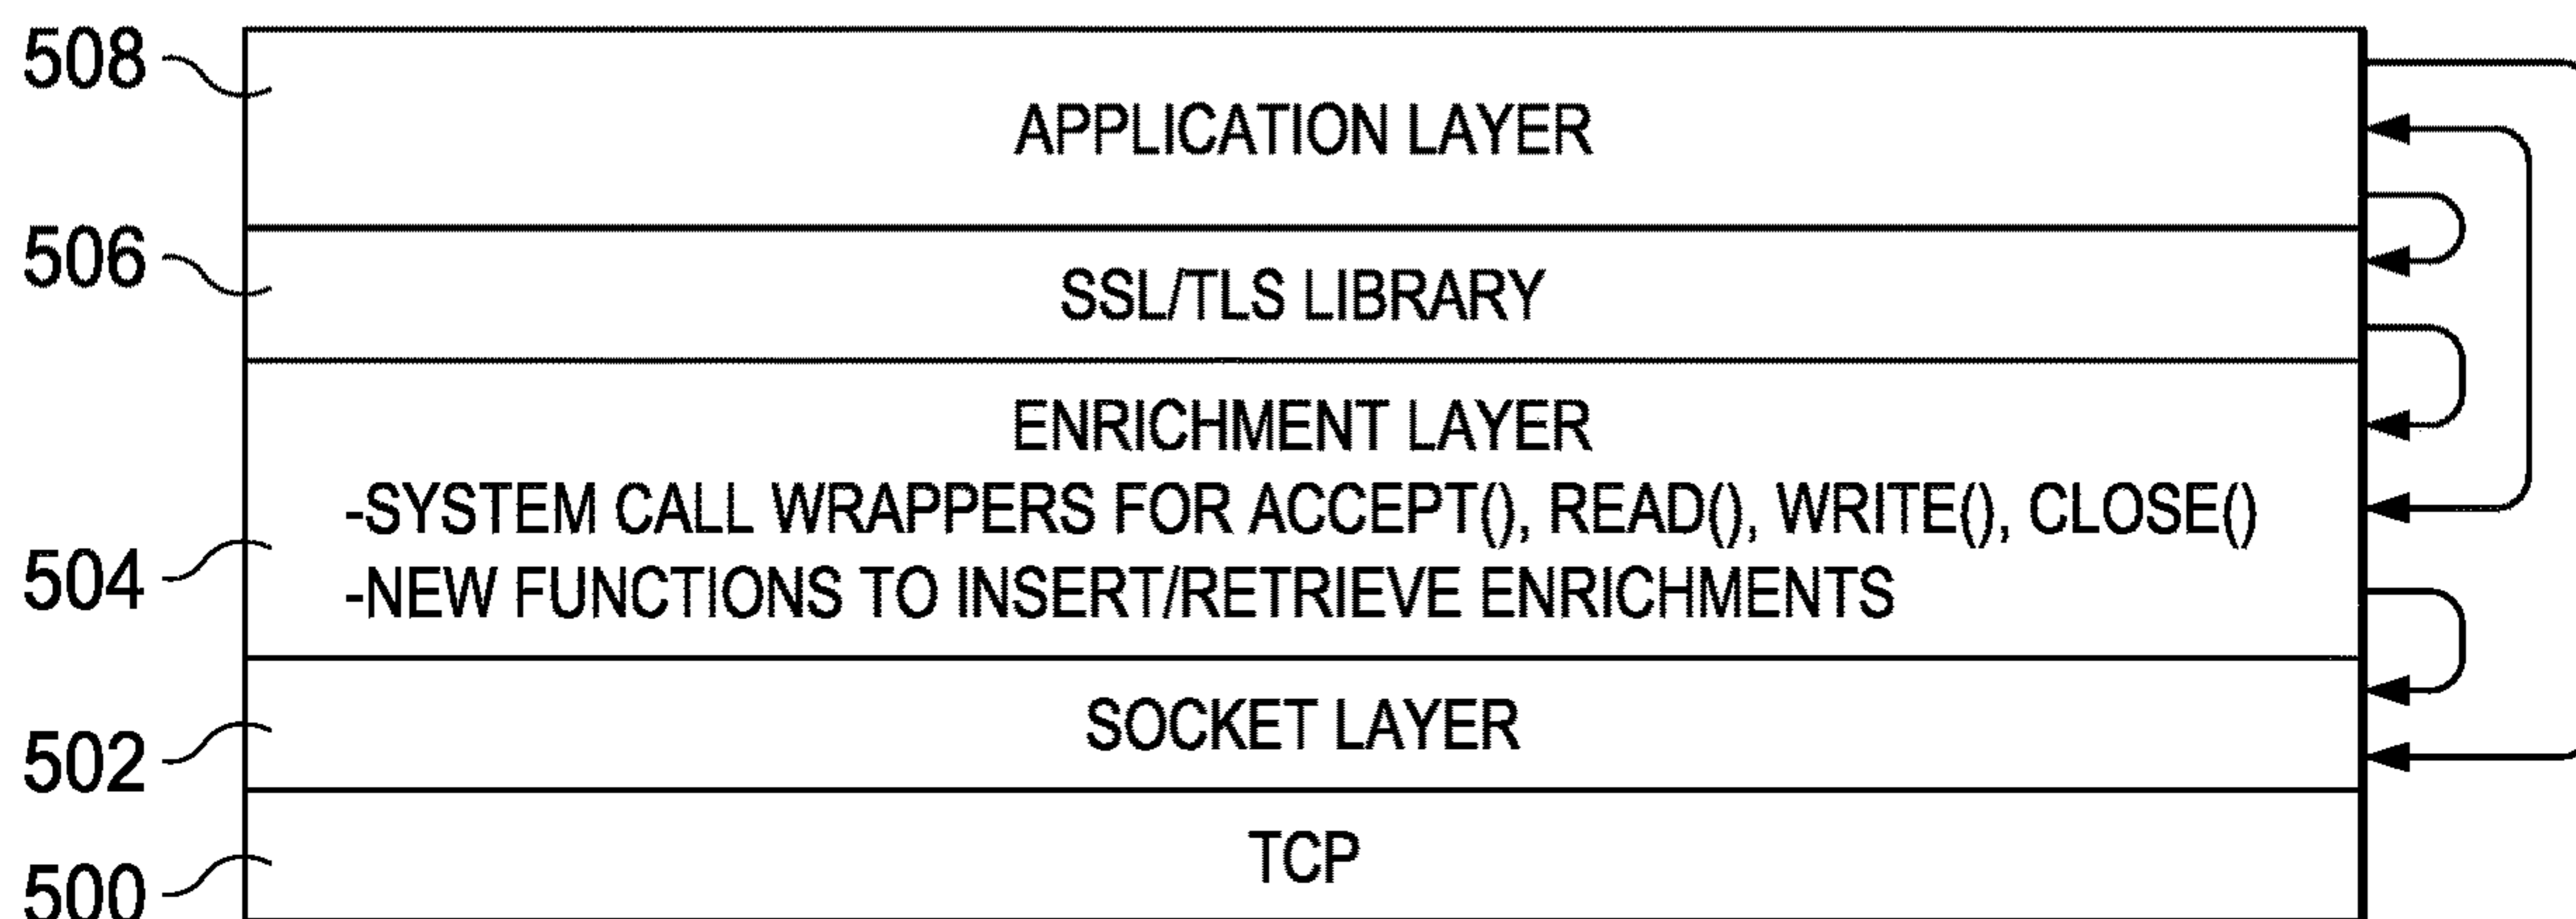 508
APPLICATION LAYER
506
SSL/TLS LIBRARY
ENRICHMENT LAYER
-SYSTEM CALL WRAPPERS FOR ACCEPT(), READ(), WRITE(), CLOSE()
504
-NEW FUNCTIONS TO INSERT/RETRIEVE ENRICHMENTS
SOCKET LAYER
502
TCP
500